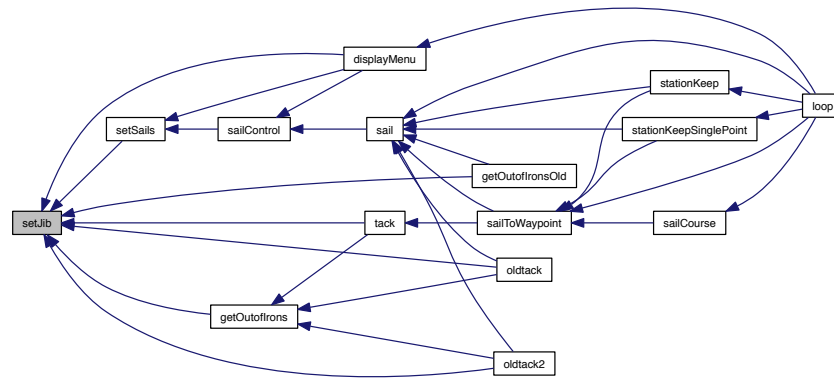 displayMenu
stationKeep
loop
setSails
sailControl
sail
stationKeepSinglePoint
getOutofIronsOld
setJib
tack
sailToWaypoint
sailCourse
oldtack
getOutofIrons
oldtack2